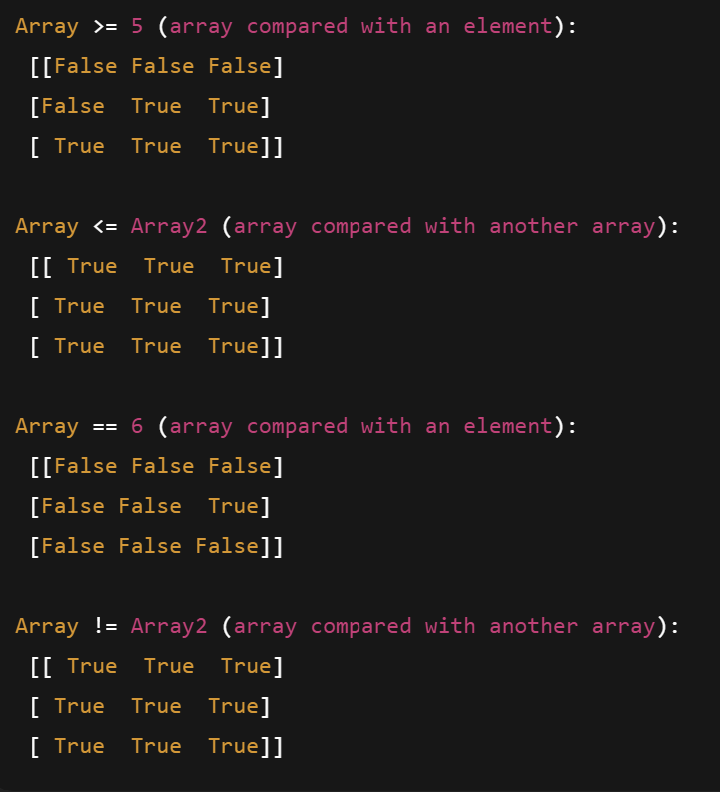 Array >= 5 (array compared with an element):
 [[False False False]
 [False  True  True]
 [ True  True  True]]

Array <= Array2 (array compared with another array):
 [[ True  True  True]
 [ True  True  True]
 [ True  True  True]]

Array == 6 (array compared with an element):
 [[False False False]
 [False False  True]
 [False False False]]

Array != Array2 (array compared with another array):
 [[ True  True  True]
 [ True  True  True]
 [ True  True  True]]